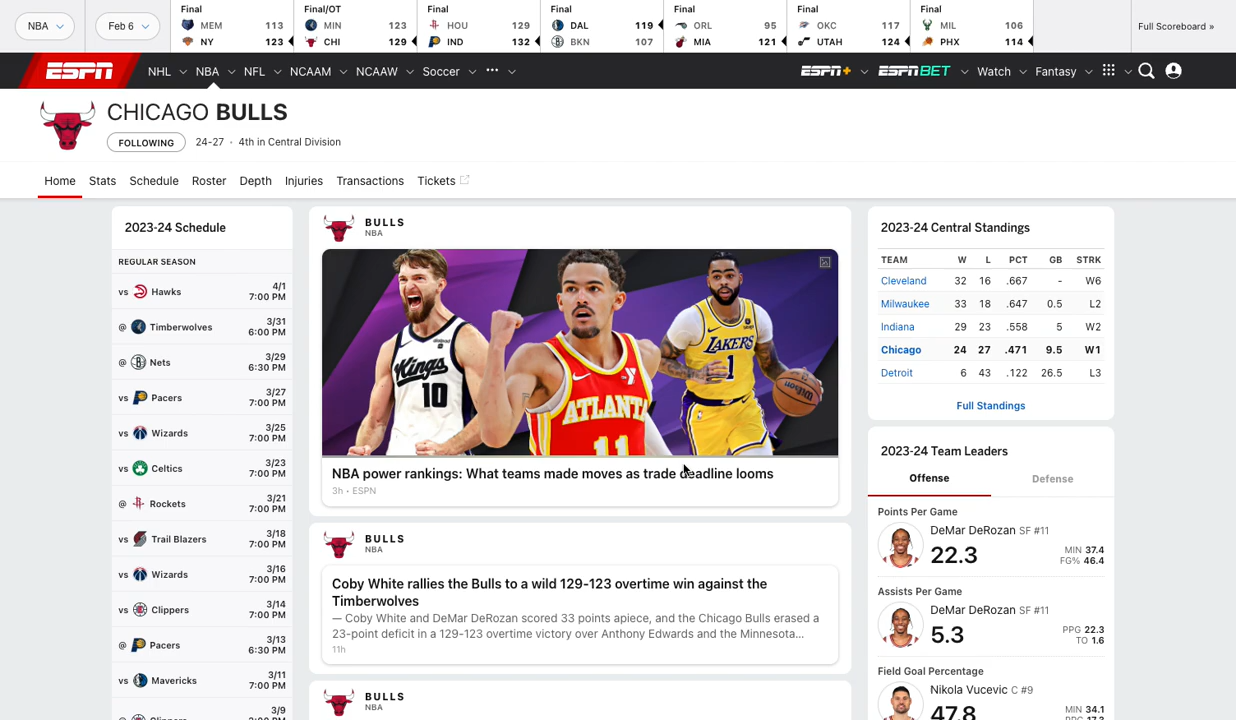 NBA
Feb 6
Final
MEM 113
NY 123
Final/OT
MIN 123
CHI 129
Final
HOU 129
IND 132
Final
DAL 119
BKN 107
Final
ORL 95
MIA 121
Final
OKC 117
UTAH 124
Final
MIL 106
PHX 114
Full Scoreboard »
ESPN
NHL NBA NFL NCAAM NCAAW Soccer ••• ESPN+ ESPN BET Watch Fantasy
CHICAGO BULLS
FOLLOWING 24-27 · 4th in Central Division
Home Stats Schedule Roster Depth Injuries Transactions Tickets
2023-24 Schedule
REGULAR SEASON
vs Hawks 4/1
7:00 PM
@ Timberwolves 3/31
6:00 PM
@ Nets 3/29
6:30 PM
vs Pacers 3/27
7:00 PM
vs Wizards 3/25
7:00 PM
vs Celtics 3/23
7:00 PM
@ Rockets 3/21
7:00 PM
vs Trail Blazers 3/18
7:00 PM
vs Wizards 3/16
7:00 PM
vs Clippers 3/14
7:00 PM
@ Pacers 3/13
6:30 PM
vs Mavericks 3/11
7:00 PM
3/9
BULLS
NBA
Kings
10
ATLANTA
11
LAKERS
1
Wilson
NBA power rankings: What teams made moves as trade deadline looms
3h • ESPN
BULLS
NBA
Coby White rallies the Bulls to a wild 129-123 overtime win against the
Timberwolves
— Coby White and DeMar DeRozan scored 33 points apiece, and the Chicago Bulls erased a
23-point deficit in a 129-123 overtime victory over Anthony Edwards and the Minnesota...
11h
BULLS
NBA
2023-24 Central Standings
TEAM W L PCT GB STRK
Cleveland 32 16 .667 - W6
Milwaukee 33 18 .647 0.5 L2
Indiana 29 23 .558 5 W2
Chicago 24 27 .471 9.5 W1
Detroit 6 43 .122 26.5 L3
Full Standings
2023-24 Team Leaders
Offense Defense
Points Per Game
DeMar DeRozan SF #11
22.3 MIN 37.4
FG% 46.4
Assists Per Game
DeMar DeRozan SF #11
5.3 PPG 22.3
TO 1.6
Field Goal Percentage
Nikola Vucevic C #9
47.8 MIN 34.1